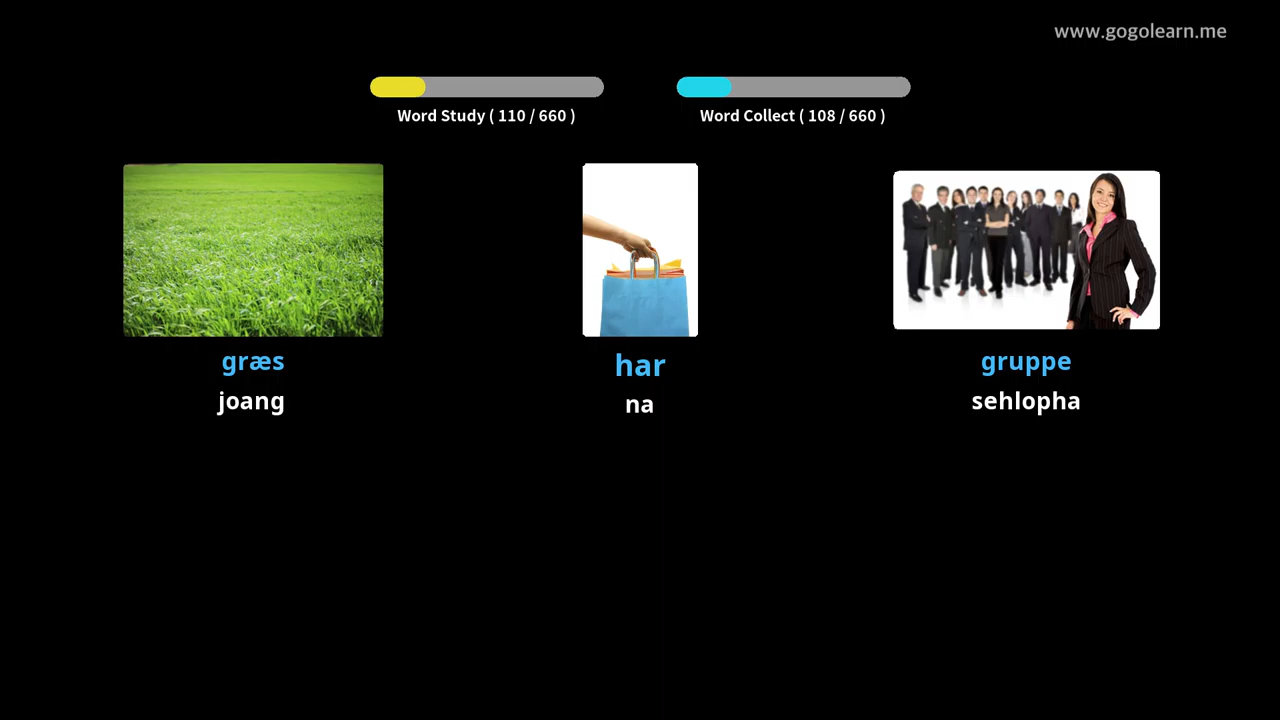 www.gogolearn.me
Word Study ( 110 / 660 )
Word Collect ( 108 / 660 )
græs
joang
har
na
gruppe
sehlopha